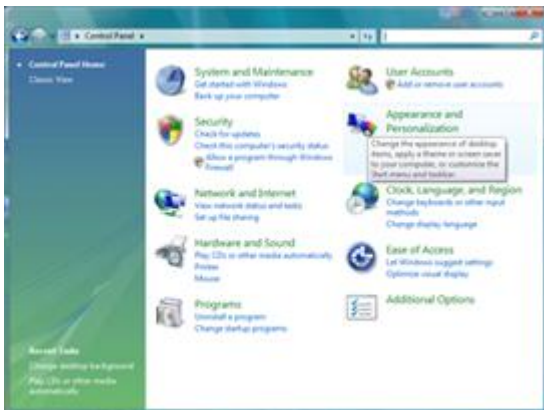 Control Panel
Control Panel Home
Classic View
System and Maintenance
Get started with Windows
Back up your computer
Security
Check for updates
Check this computer's security status
Allow a program through Windows
Firewall
Network and Internet
View network status and tasks
Set up file sharing
Hardware and Sound
Play CDs or other media automatically
Printer
Mouse
Programs
Uninstall a program
Change startup programs
User Accounts
Add or remove user accounts
Appearance and
Personalization
Change the appearance of desktop
items, apply a theme or screen saver
to your computer, or customize the
Start menu and taskbar.
Clock, Language, and Region
Change keyboards or other input
methods
Change display language
Ease of Access
Let Windows suggest settings
Optimize visual display
Additional Options
Recent Tasks
Change desktop background
Play CDs or other media
automatically